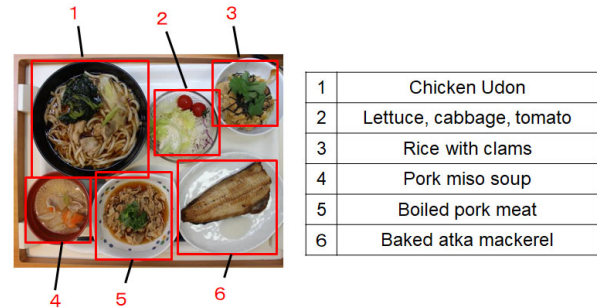 1
2
3
4
5
6
1 Chicken Udon
2 Lettuce, cabbage, tomato
3 Rice with clams
4 Pork miso soup
5 Boiled pork meat
6 Baked atka mackerel